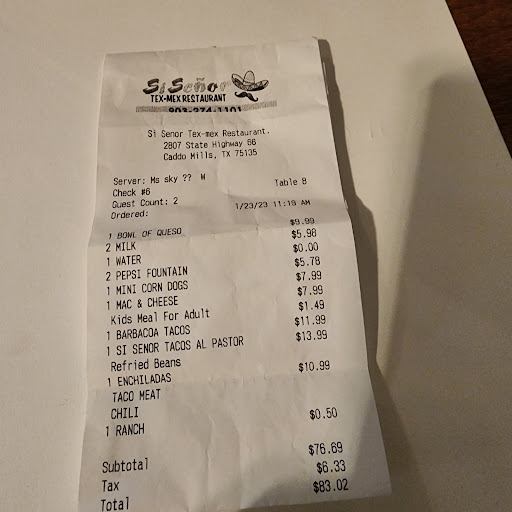 Si Señor
TEX-MEX RESTAURANT
903-274-1101
Si Senor Tex-mex Restaurant.
2807 State Highway 66
Caddo Mills, TX 75135
Server: Ms sky ?? W
Check #6 Table 8
Guest Count: 2
Ordered: 1/23/23 11:19 AM
1 BOWL OF QUESO $9.99
2 MILK $5.98
1 WATER $0.00
2 PEPSI FOUNTAIN $5.78
1 MINI CORN DOGS $7.99
1 MAC & CHEESE $7.99
Kids Meal For Adult $1.49
1 BARBACOA TACOS $11.99
1 SI SENOR TACOS AL PASTOR $13.99
Refried Beans
1 ENCHILADAS $10.99
TACO MEAT
CHILI
1 RANCH $0.50
Subtotal $76.69
Tax $6.33
Total $83.02